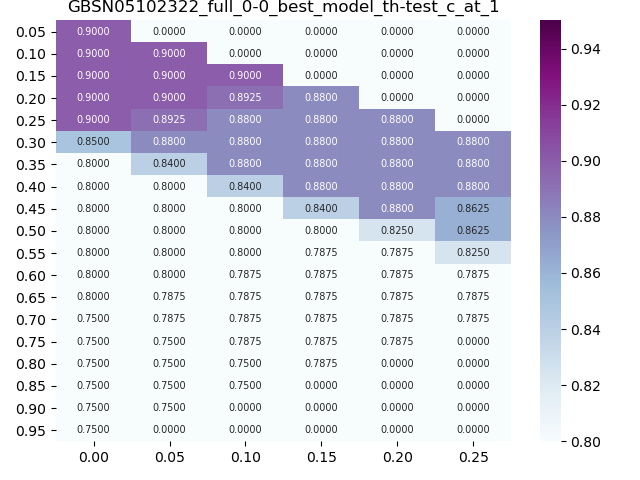 GBSN05102322_full_0-0_best_model_th-test_c_at_1
0.05 0.9000 0.0000 0.0000 0.0000 0.0000 0.0000
0.10 0.9000 0.9000 0.0000 0.0000 0.0000 0.0000
0.15 0.9000 0.9000 0.9000 0.0000 0.0000 0.0000
0.20 0.9000 0.9000 0.8925 0.8800 0.0000 0.0000
0.25 0.9000 0.8925 0.8800 0.8800 0.8800 0.0000
0.30 0.8500 0.8800 0.8800 0.8800 0.8800 0.8800
0.35 0.8000 0.8400 0.8800 0.8800 0.8800 0.8800
0.40 0.8000 0.8000 0.8400 0.8800 0.8800 0.8800
0.45 0.8000 0.8000 0.8000 0.8400 0.8800 0.8625
0.50 0.8000 0.8000 0.8000 0.8000 0.8250 0.8625
0.55 0.8000 0.8000 0.8000 0.7875 0.7875 0.8250
0.60 0.8000 0.8000 0.7875 0.7875 0.7875 0.7875
0.65 0.8000 0.7875 0.7875 0.7875 0.7875 0.7875
0.70 0.7500 0.7875 0.7875 0.7875 0.7875 0.7875
0.75 0.7500 0.7500 0.7875 0.7875 0.7875 0.0000
0.80 0.7500 0.7500 0.7500 0.7875 0.0000 0.0000
0.85 0.7500 0.7500 0.7500 0.0000 0.0000 0.0000
0.90 0.7500 0.7500 0.0000 0.0000 0.0000 0.0000
0.95 0.7500 0.0000 0.0000 0.0000 0.0000 0.0000
0.00 0.05 0.10 0.15 0.20 0.25
0.94
0.92
0.90
0.88
0.86
0.84
0.82
0.80